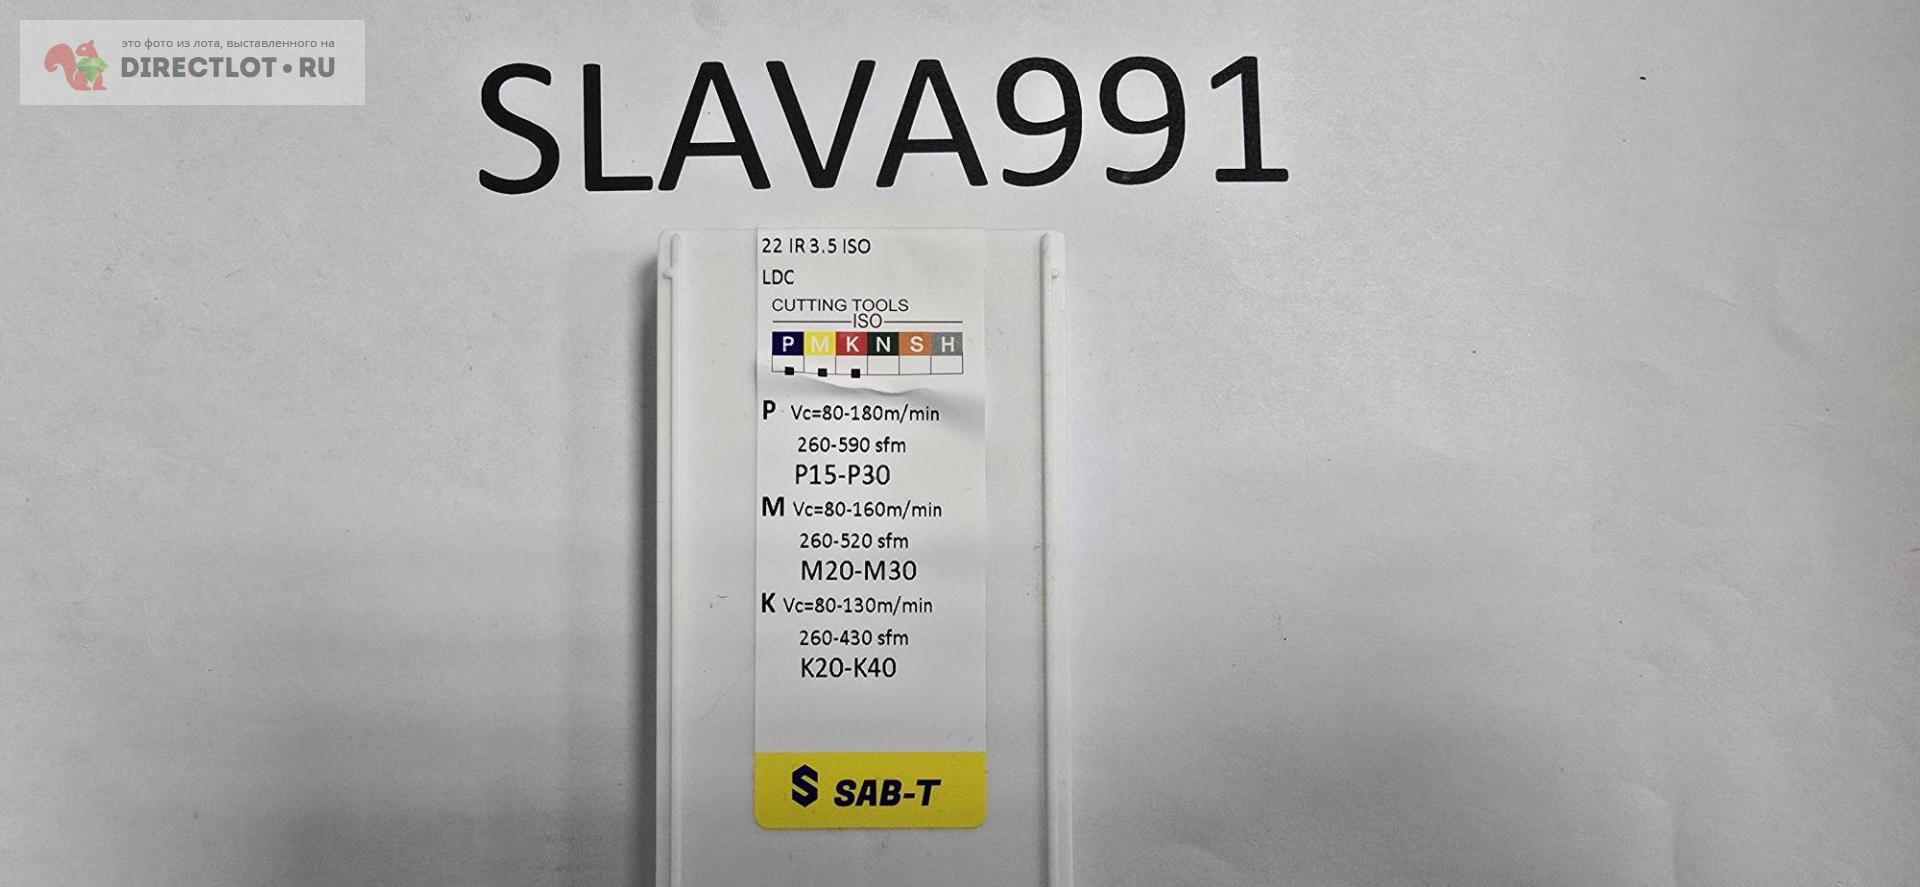 это фото из лота, выставленного на
DIRECTLOT•RU
SLAVA991
22 IR 3.5 ISO
LDC
CUTTING TOOLS
ISO
P M K N S H
P Vc=80-180m/min
260-590 sfm
P15-P30
M Vc=80-160m/min
260-520 sfm
M20-M30
K Vc=80-130m/min
260-430 sfm
K20-K40
S SAB-T